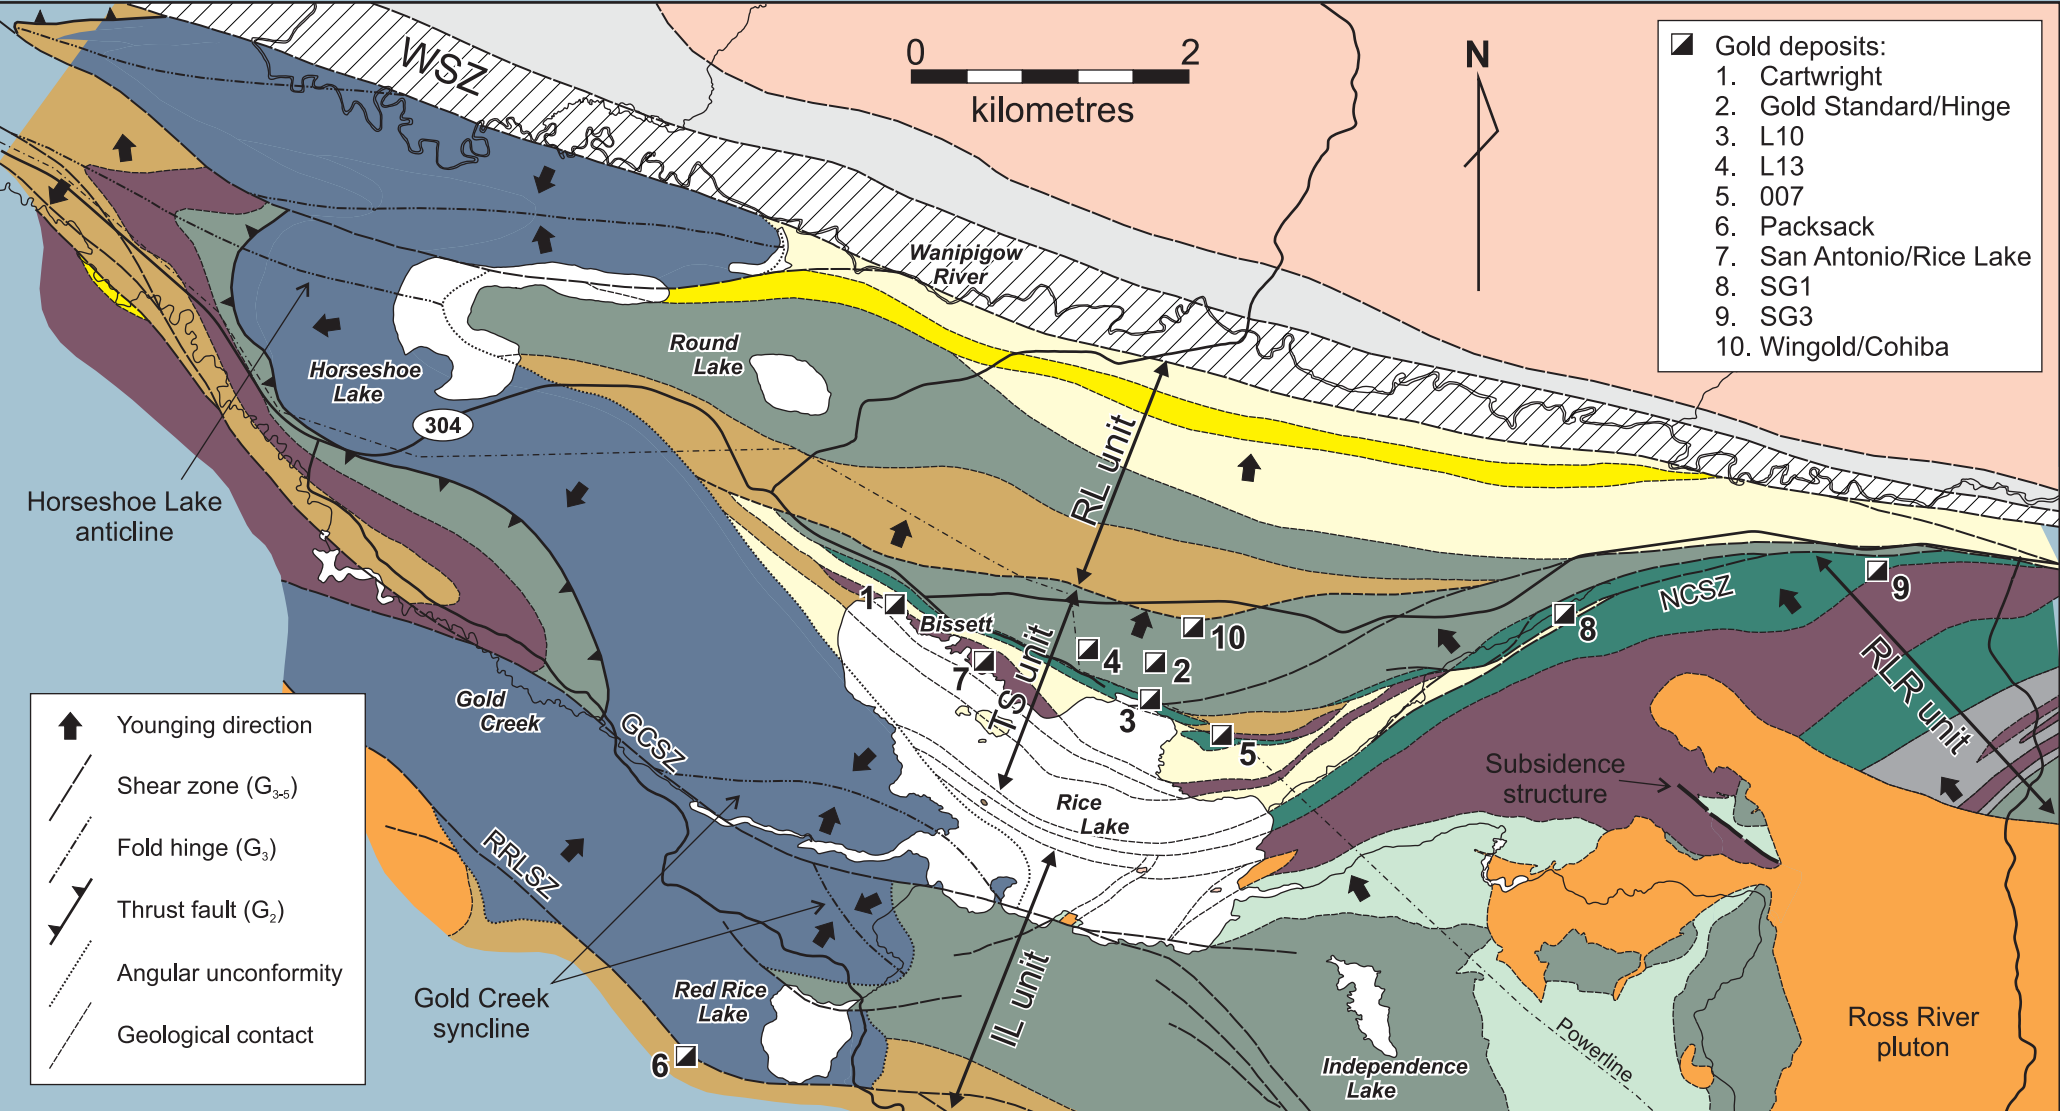 WSZ
0 2
kilometres
N
Gold deposits:
1. Cartwright
2. Gold Standard/Hinge
3. L10
4. L13
5. 007
6. Packsack
7. San Antonio/Rice Lake
8. SG1
9. SG3
10. Wingold/Cohiba
Wanipigow
River
Round
Lake
Horseshoe
Lake
304
RL unit
Horseshoe Lake
anticline
1
Bissett
10
4
2
7
TS unit
3
5
8
NCSZ
9
RLR unit
Gold
Creek
GCSZ
Rice
Lake
Subsidence
structure
RRLSZ
Younging direction
Shear zone (G3-5)
Fold hinge (G3)
Thrust fault (G2)
Angular unconformity
Geological contact
Gold Creek
syncline
Red Rice
Lake
6
IL unit
Independence
Lake
Powerline
Ross River
pluton